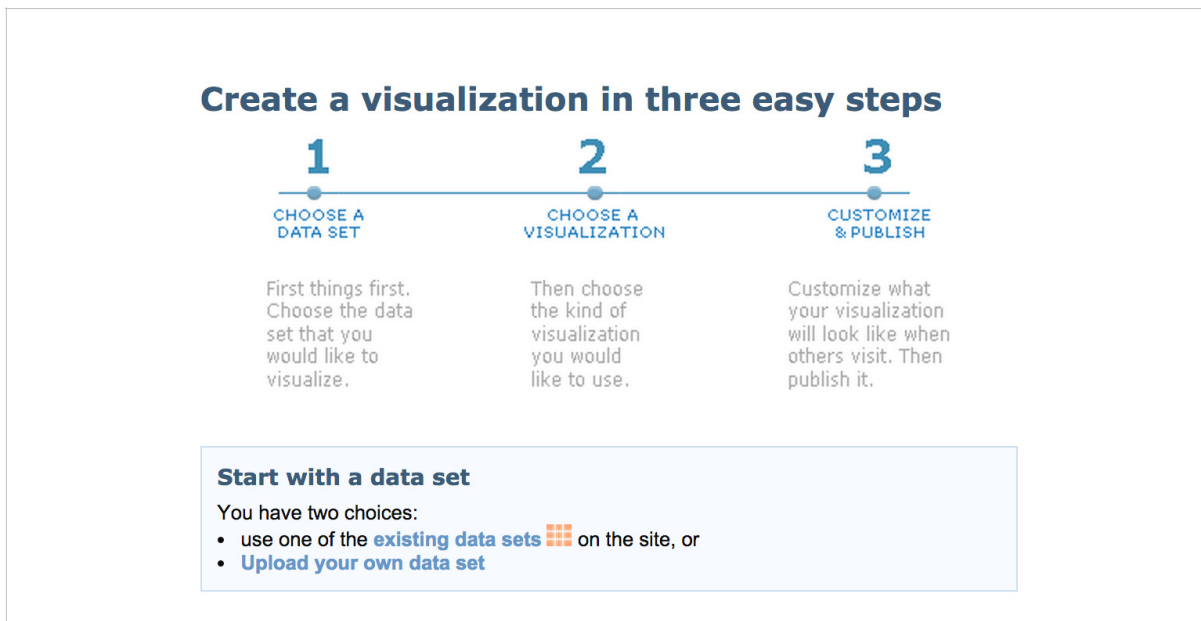 Create a visualization in three easy steps
1
CHOOSE A
DATA SET
First things first.
Choose the data
set that you
would like to
visualize.
2
CHOOSE A
VISUALIZATION
Then choose
the kind of
visualization
you would
like to use.
3
CUSTOMIZE
& PUBLISH
Customize what
your visualization
will look like when
others visit. Then
publish it.
Start with a data set
You have two choices:
• use one of the existing data sets on the site, or
• Upload your own data set